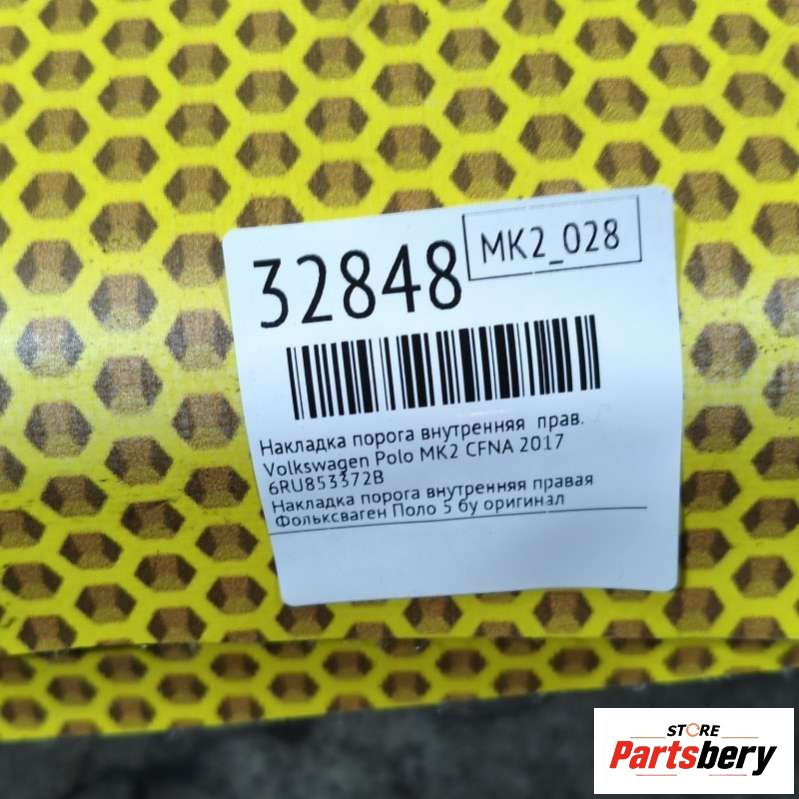 32848
MK2_028
Накладка порога внутренняя прав.
Volkswagen Polo MK2 CFNA 2017
6RU853372B
Накладка порога внутренняя правая
Фольксваген Поло 5 бу оригинал
STORE
Partsbery